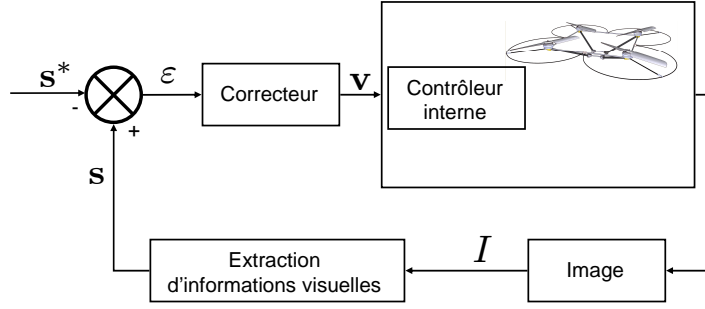 s*
-
+
ε
Correcteur
v
Contrôleur
interne
s
Extraction
d'informations visuelles
I
Image